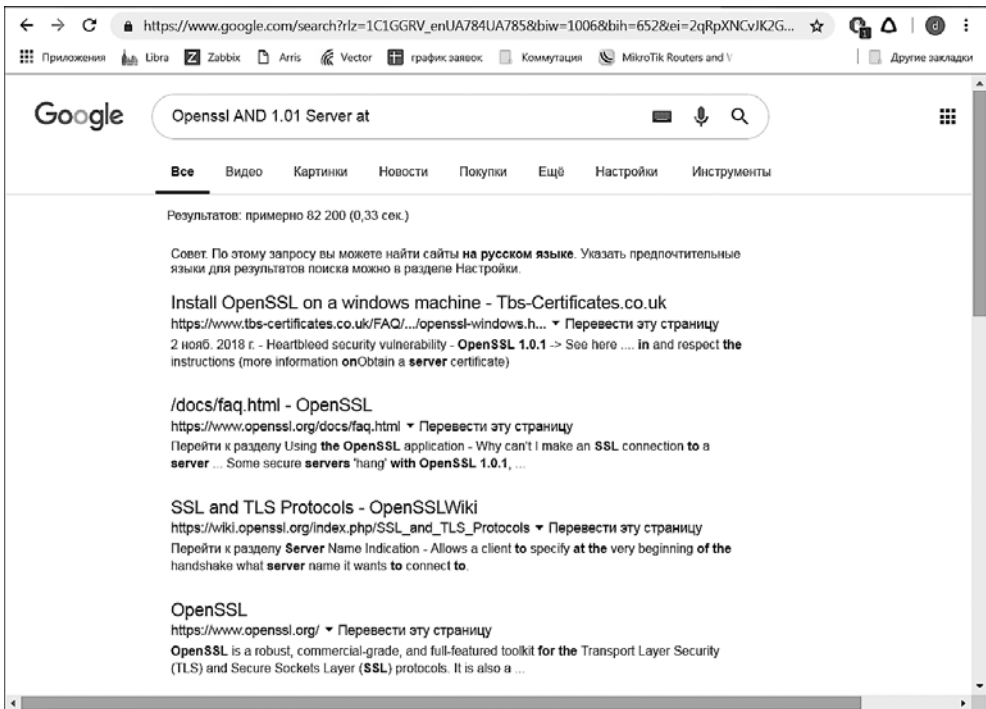 https://www.google.com/search?rlz=1C1GGRV_enUA784UA785&biw=1006&bih=652&ei=2qRpXNCvJK2G...
Приложения Libra Zabbix Arris Vector график заявок Коммутация MikroTik Routers and V Другие закладки
Google Openssl AND 1.01 Server at
Все Видео Картинки Новости Покупки Ещё Настройки Инструменты
Результатов: примерно 82 200 (0,33 сек.)
Совет. По этому запросу вы можете найти сайты на русском языке. Указать предпочтительные
языки для результатов поиска можно в разделе Настройки.
Install OpenSSL on a windows machine - Tbs-Certificates.co.uk
https://www.tbs-certificates.co.uk/FAQ/.../openssl-windows.h... ▼ Перевести эту страницу
2 нояб. 2018 г. - Heartbleed security vulnerability - OpenSSL 1.0.1 -> See here .... in and respect the
instructions (more information onObtain a server certificate)
/docs/faq.html - OpenSSL
https://www.openssl.org/docs/faq.html ▼ Перевести эту страницу
Перейти к разделу Using the OpenSSL application - Why can't I make an SSL connection to a
server ... Some secure servers 'hang' with OpenSSL 1.0.1, ...
SSL and TLS Protocols - OpenSSLWiki
https://wiki.openssl.org/index.php/SSL_and_TLS_Protocols ▼ Перевести эту страницу
Перейти к разделу Server Name Indication - Allows a client to specify at the very beginning of the
handshake what server name it wants to connect to.
OpenSSL
https://www.openssl.org/ ▼ Перевести эту страницу
OpenSSL is a robust, commercial-grade, and full-featured toolkit for the Transport Layer Security
(TLS) and Secure Sockets Layer (SSL) protocols. It is also a ...